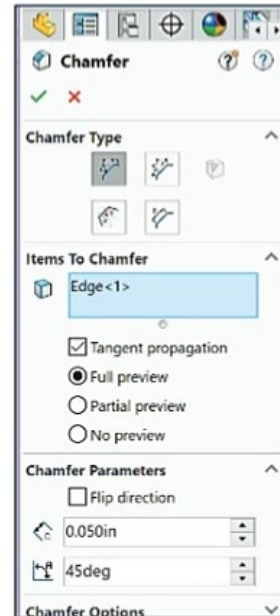 Chamfer
Chamfer Type
Items To Chamfer
Edge<1>
Tangent propagation
Full preview
Partial preview
No preview
Chamfer Parameters
Flip direction
0.050in
45deg
Chamfer Options